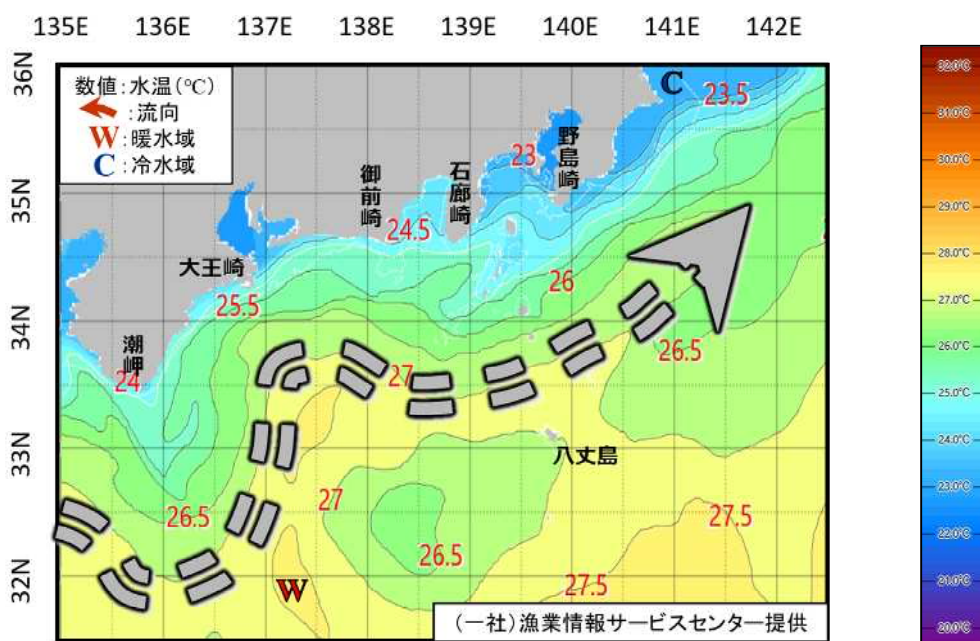 135E 136E 137E 138E 139E 140E 141E 142E
36N
35N
34N
33N
32N
数値:水温(℃)
:流向
W:暖水域
C:冷水域
C
23.5
23
野島崎
石廊崎
御前崎
24.5
大王崎
26
25.5
潮岬
24
26.5
27
八丈島
27
26.5
27.5
26.5
W
27.5
(一社)漁業情報サービスセンター提供
32.0°C
31.0°C
30.0°C
29.0°C
28.0°C
27.0°C
26.0°C
25.0°C
24.0°C
23.0°C
22.0°C
21.0°C
20.0°C